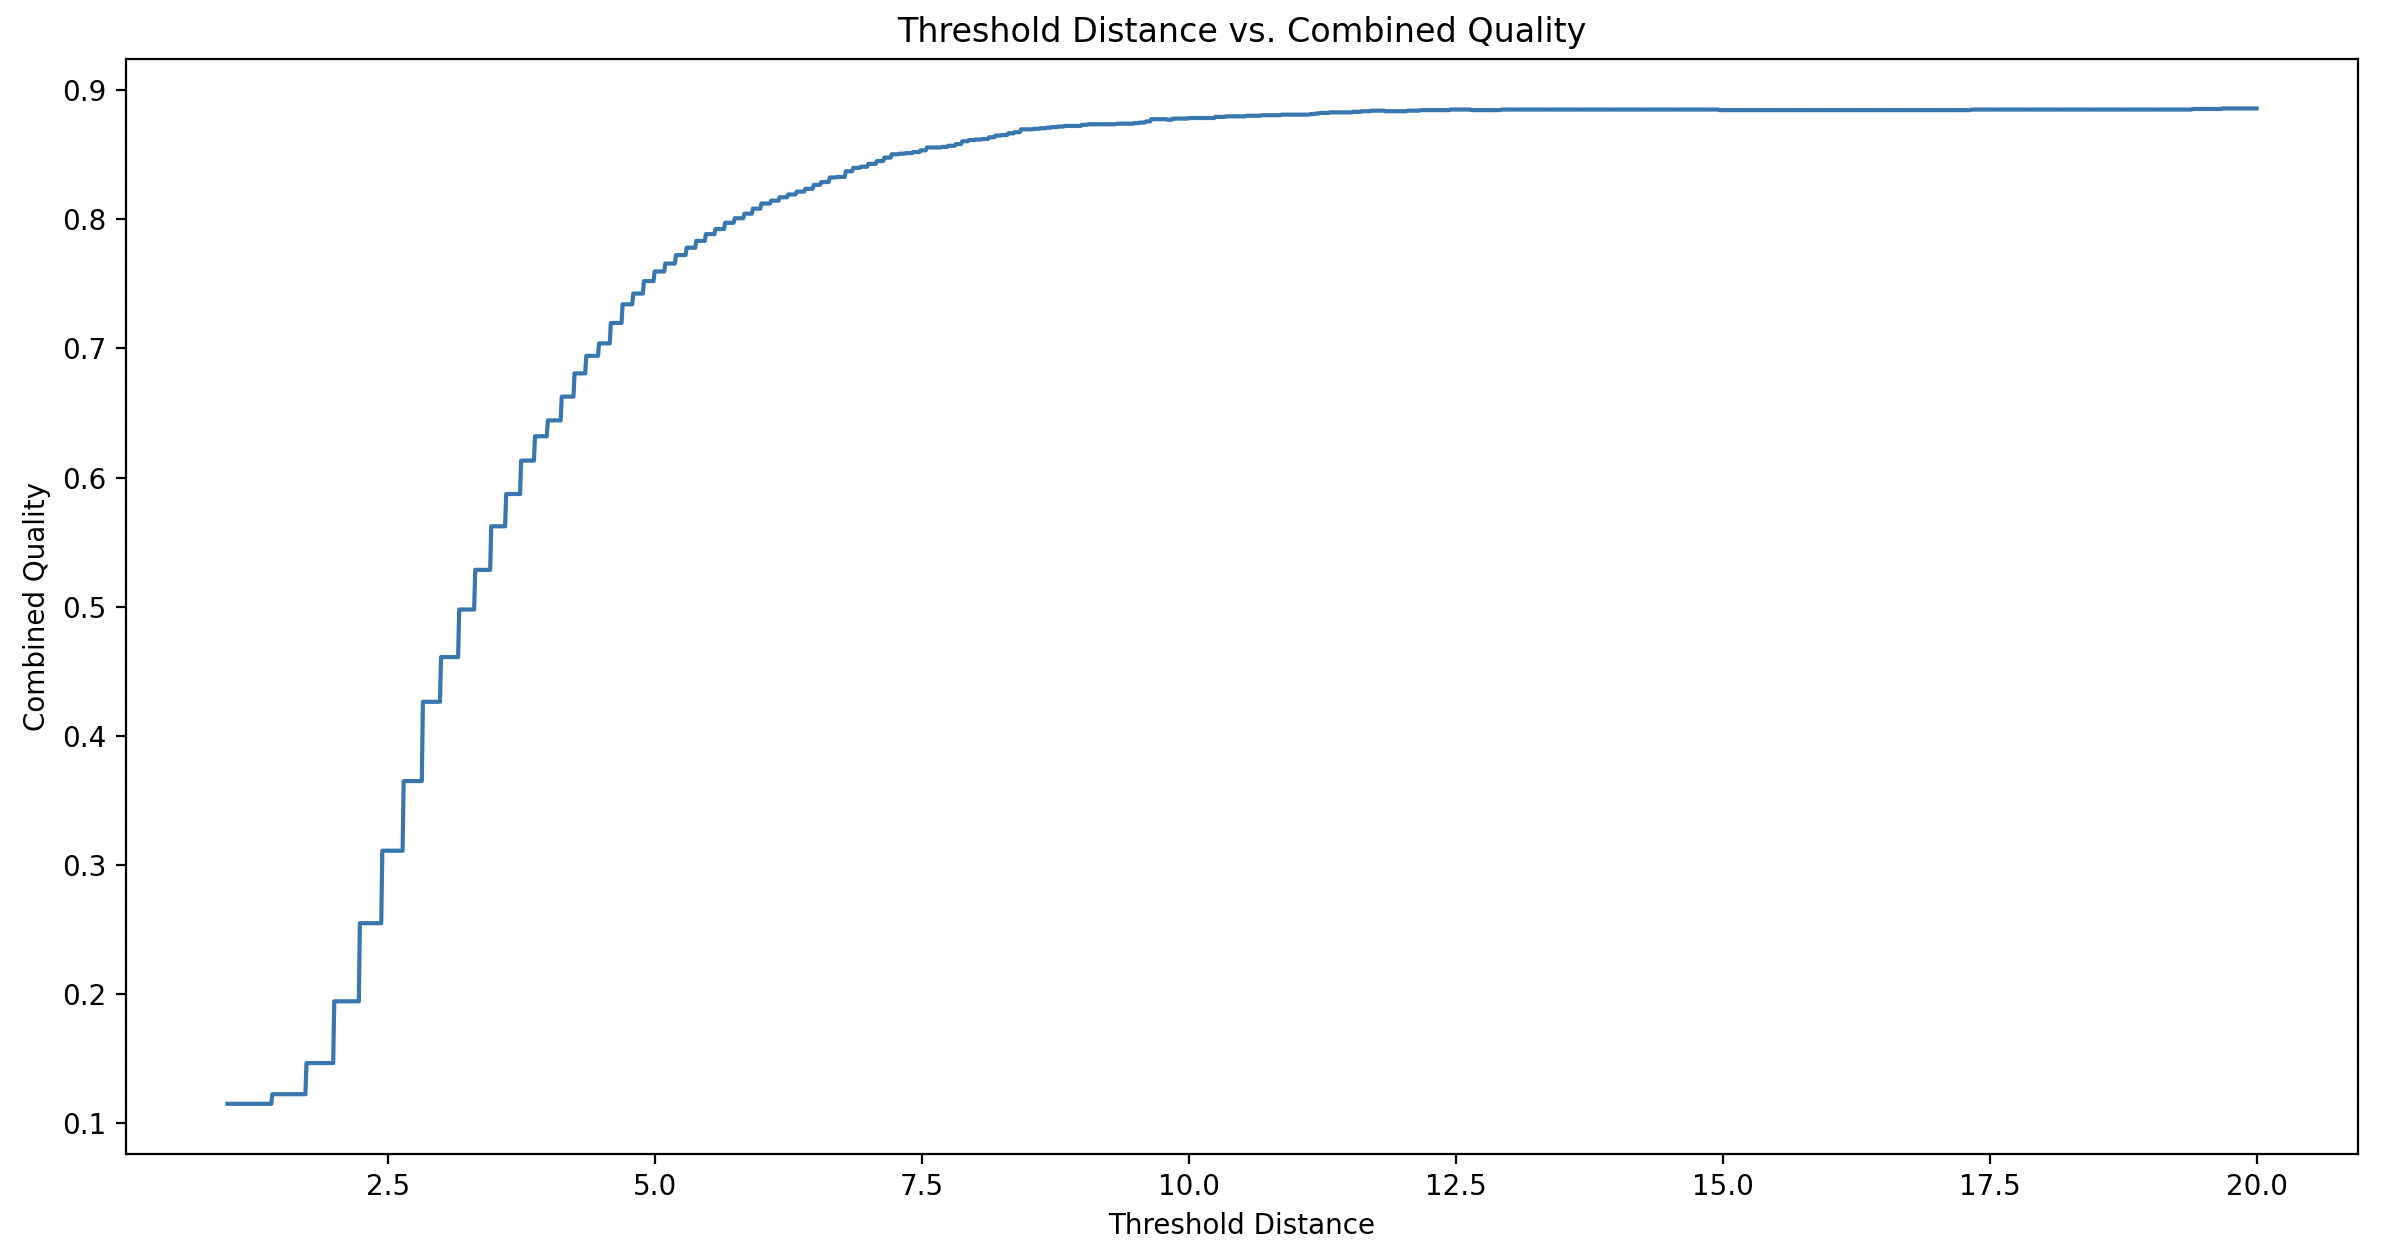 Threshold Distance vs. Combined Quality
0.9
0.8
0.7
0.6
0.5
0.4
0.3
0.2
0.1
Combined Quality
2.5 5.0 7.5 10.0 12.5 15.0 17.5 20.0
Threshold Distance